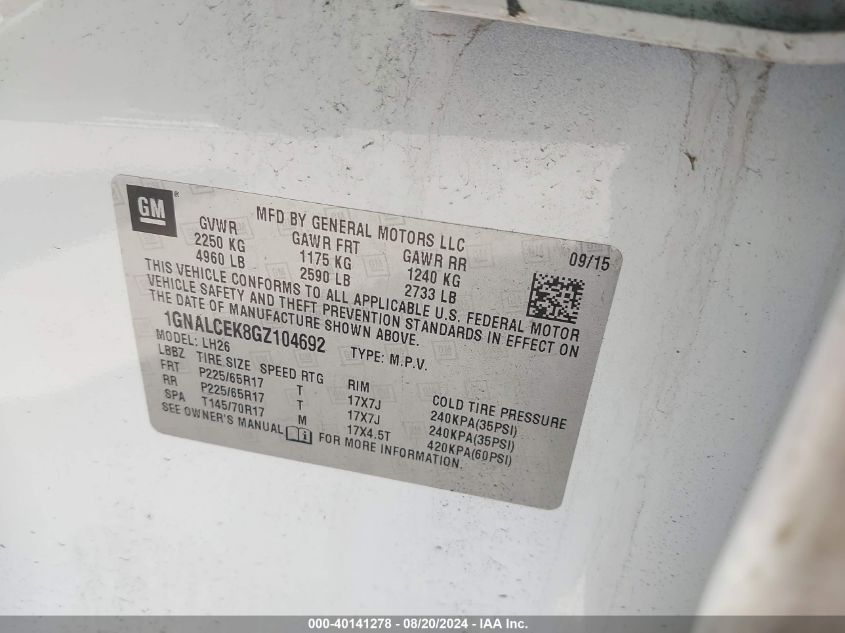 GM®
MFD BY GENERAL MOTORS LLC 09/15
GVWR GAWR FRT GAWR RR
2250 KG 1175 KG 1240 KG
4960 LB 2590 LB 2733 LB
THIS VEHICLE CONFORMS TO ALL APPLICABLE U.S. FEDERAL MOTOR
VEHICLE SAFETY AND THEFT PREVENTION STANDARDS IN EFFECT ON
THE DATE OF MANUFACTURE SHOWN ABOVE.
1GNALCEK8GZ104692 TYPE: M.P.V.
MODEL: LH26
LBBZ TIRE SIZE SPEED RTG RIM COLD TIRE PRESSURE
FRT P225/65R17 T 17X7J 240KPA(35PSI)
RR P225/65R17 T 17X7J 240KPA(35PSI)
SPA T145/70R17 M 17X4.5T 420KPA(60PSI)
SEE OWNER'S MANUAL FOR MORE INFORMATION.
000-40141278 - 08/20/2024 - IAA Inc.